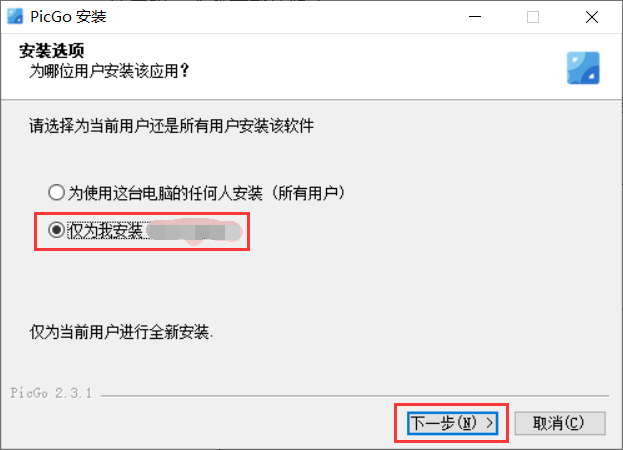 PicGo 安装
安装选项
为哪位用户安装该应用？
请选择为当前用户还是所有用户安装该软件
为使用这台电脑的任何人安装（所有用户）
仅为我安装
仅为当前用户进行全新安装.
PicGo 2.3.1
下一步(N) >
取消(C)